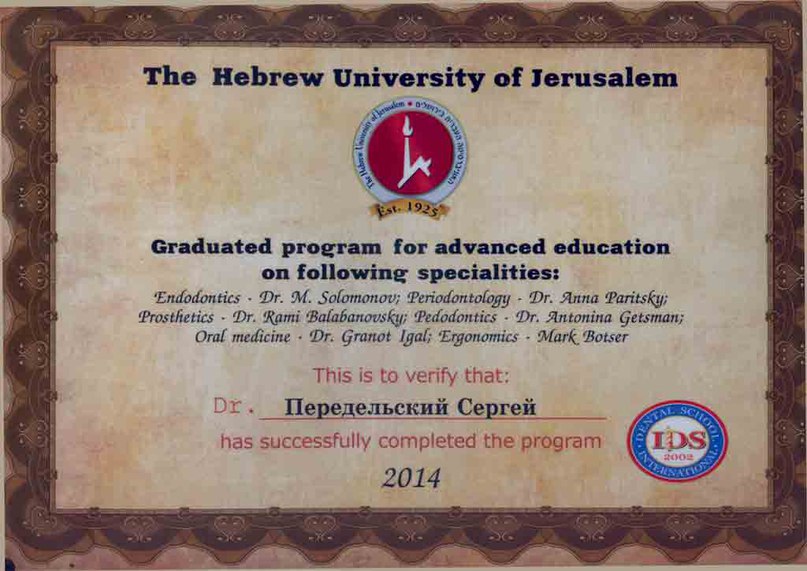 The Hebrew University of Jerusalem
The Hebrew University of Jerusalem • האוניברסיטה העברית בירושלים
Est. 1925
Graduated program for advanced education
on following specialities:
Endodontics - Dr. M. Solomonov; Periodontology - Dr. Anna Paritsky;
Prosthetics - Dr. Rami Balabanovsky; Pedodontics - Dr. Antonina Getsman;
Oral medicine - Dr. Granot Igal; Ergonomics - Mark Botser
This is to verify that:
Dr. Передельский Сергей
has successfully completed the program
2014
DENTAL SCHOOL
IDS
2002
INTERNATIONAL